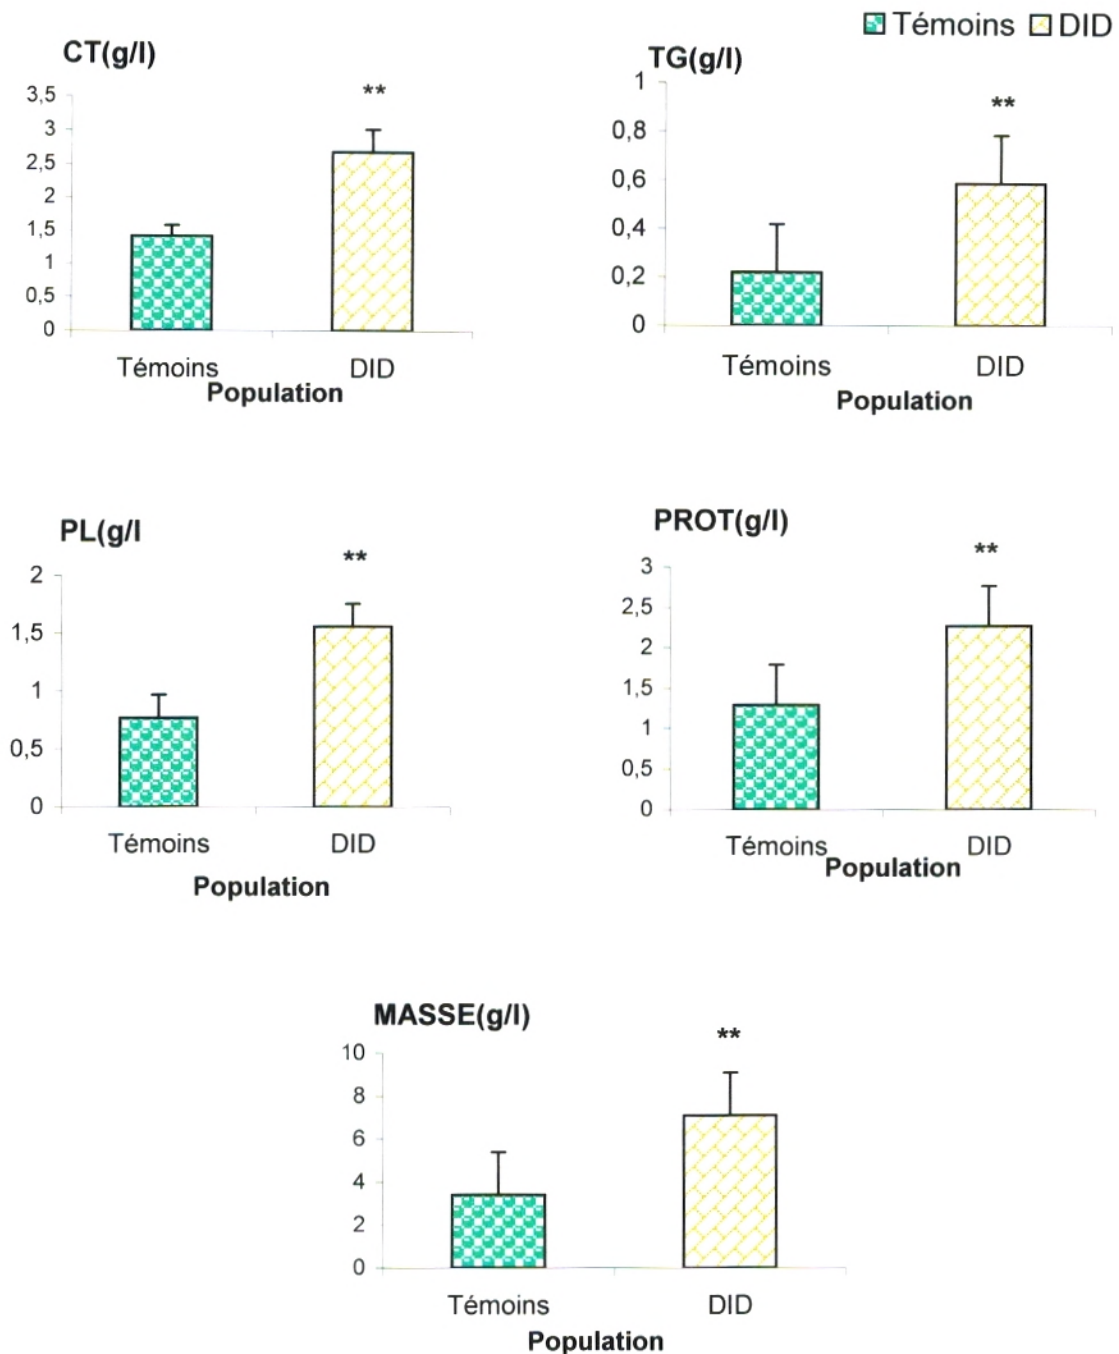 Témoins DID
CT(g/l)
3,5
3
2,5
2
1,5
1
0,5
0
**
Témoins DID
Population
TG(g/l)
1
0,8
0,6
0,4
0,2
0
**
Témoins DID
Population
PL(g/l
2
1,5
1
0,5
0
**
Témoins DID
Population
PROT(g/l)
3
2,5
2
1,5
1
0,5
0
**
Témoins DID
Population
MASSE(g/l)
10
8
6
4
2
0
**
Témoins DID
Population